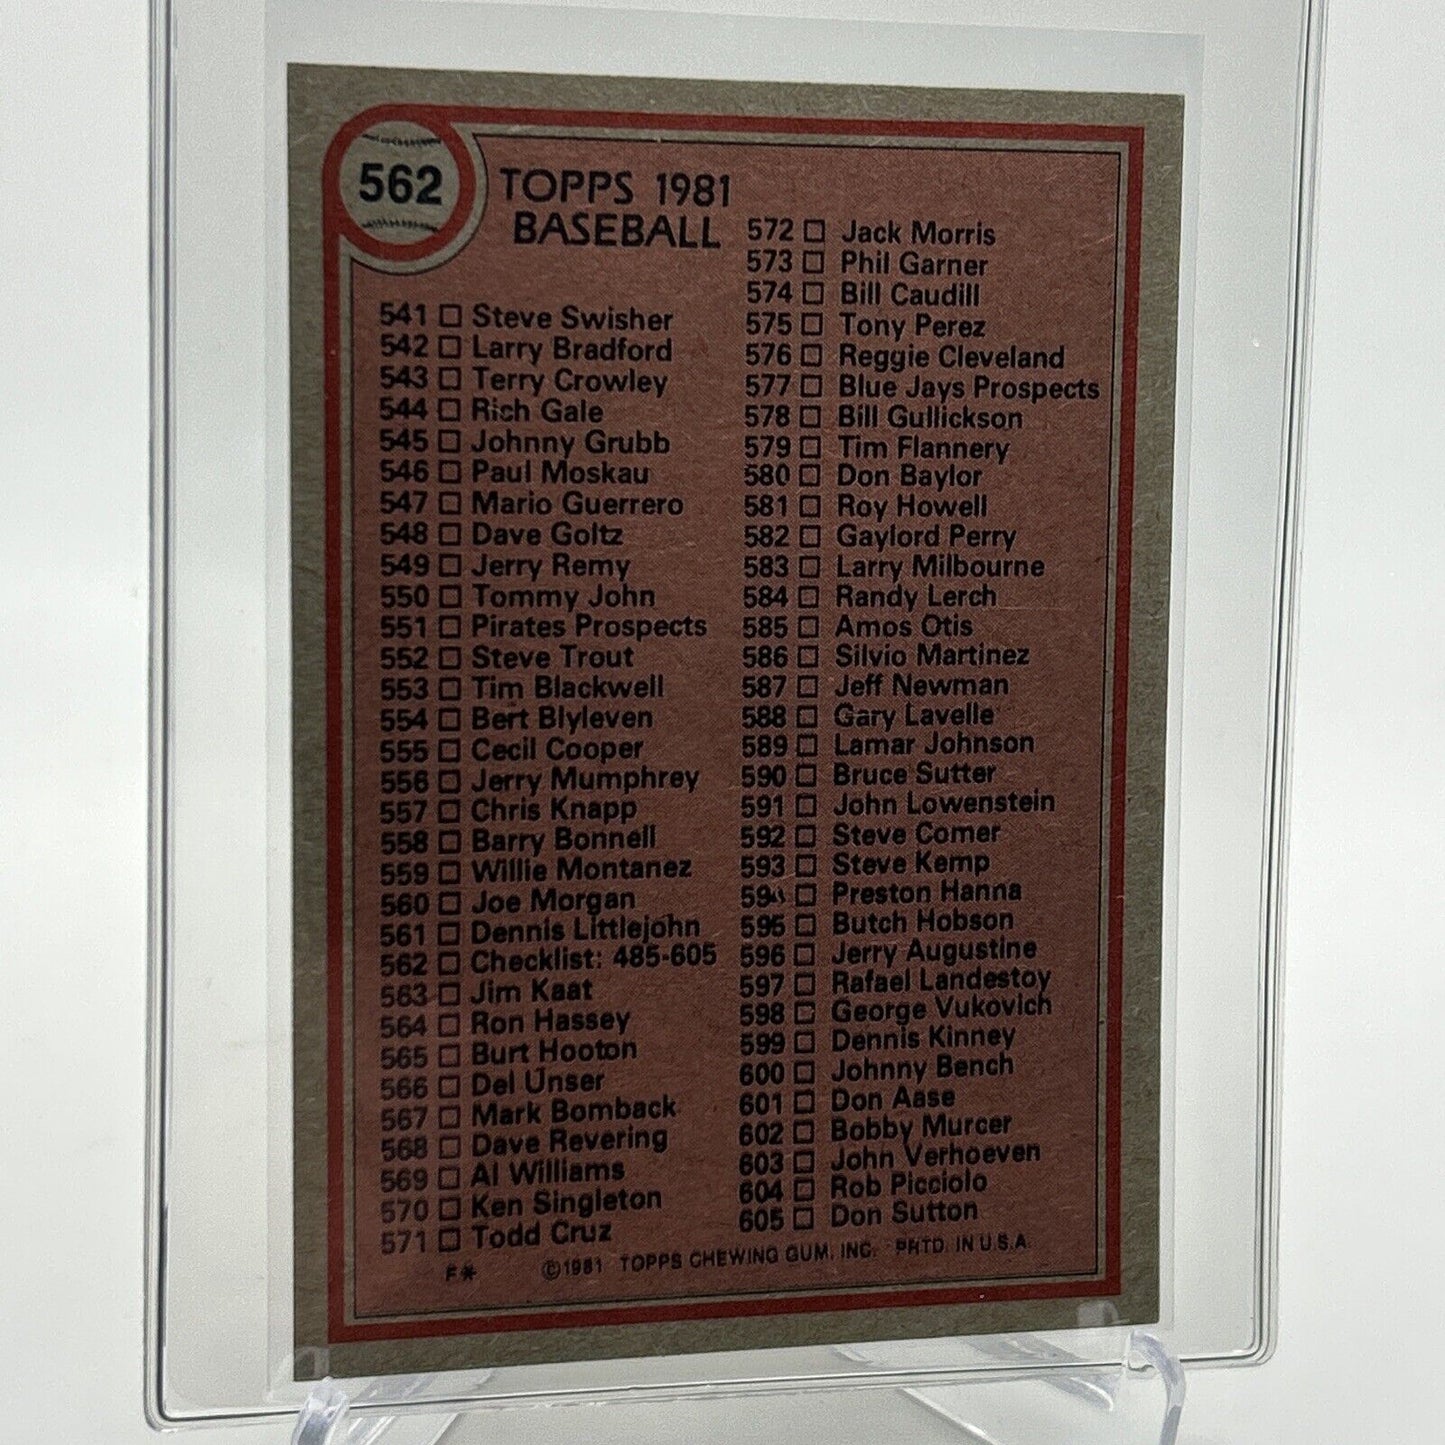 562
TOPPS 1981
BASEBALL
541 □ Steve Swisher
542 □ Larry Bradford
543 □ Terry Crowley
544 □ Rich Gale
545 □ Johnny Grubb
546 □ Paul Moskau
547 □ Mario Guerrero
548 □ Dave Goltz
549 □ Jerry Remy
550 □ Tommy John
551 □ Pirates Prospects
552 □ Steve Trout
553 □ Tim Blackwell
554 □ Bert Blyleven
555 □ Cecil Cooper
556 □ Jerry Mumphrey
557 □ Chris Knapp
558 □ Barry Bonnell
559 □ Willie Montanez
560 □ Joe Morgan
561 □ Dennis Littlejohn
562 □ Checklist: 485-605
563 □ Jim Kaat
564 □ Ron Hassey
565 □ Burt Hooton
566 □ Del Unser
567 □ Mark Bomback
568 □ Dave Revering
569 □ Al Williams
570 □ Ken Singleton
571 □ Todd Cruz
572 □ Jack Morris
573 □ Phil Garner
574 □ Bill Caudill
575 □ Tony Perez
576 □ Reggie Cleveland
577 □ Blue Jays Prospects
578 □ Bill Gullickson
579 □ Tim Flannery
580 □ Don Baylor
581 □ Roy Howell
582 □ Gaylord Perry
583 □ Larry Milbourne
584 □ Randy Lerch
585 □ Amos Otis
586 □ Silvio Martinez
587 □ Jeff Newman
588 □ Gary Lavelle
589 □ Lamar Johnson
590 □ Bruce Sutter
591 □ John Lowenstein
592 □ Steve Comer
593 □ Steve Kemp
594 □ Preston Hanna
595 □ Butch Hobson
596 □ Jerry Augustine
597 □ Rafael Landestoy
598 □ George Vukovich
599 □ Dennis Kinney
600 □ Johnny Bench
601 □ Don Aase
602 □ Bobby Murcer
603 □ John Verhoeven
604 □ Rob Picciolo
605 □ Don Sutton
F* ©1981 TOPPS CHEWING GUM, INC. PRTD. IN U.S.A.